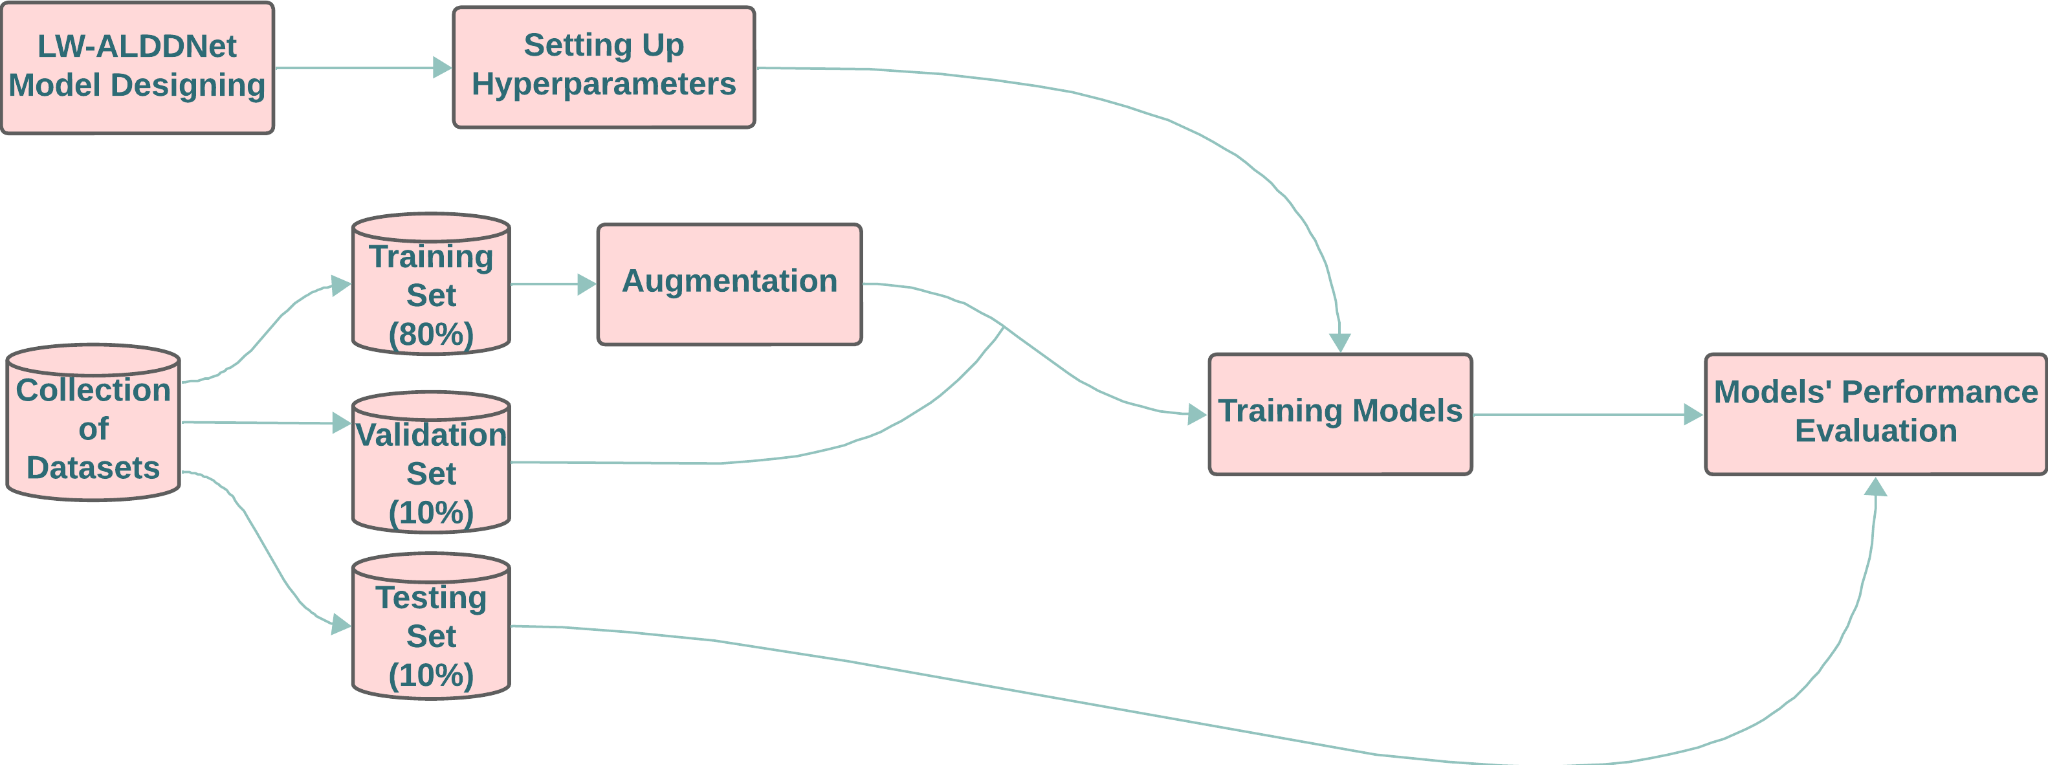 LW-ALDDNet
Model Designing
Setting Up
Hyperparameters
Training
Set
(80%)
Augmentation
Collection
of
Datasets
Validation
Set
(10%)
Testing
Set
(10%)
Training Models
Models' Performance
Evaluation